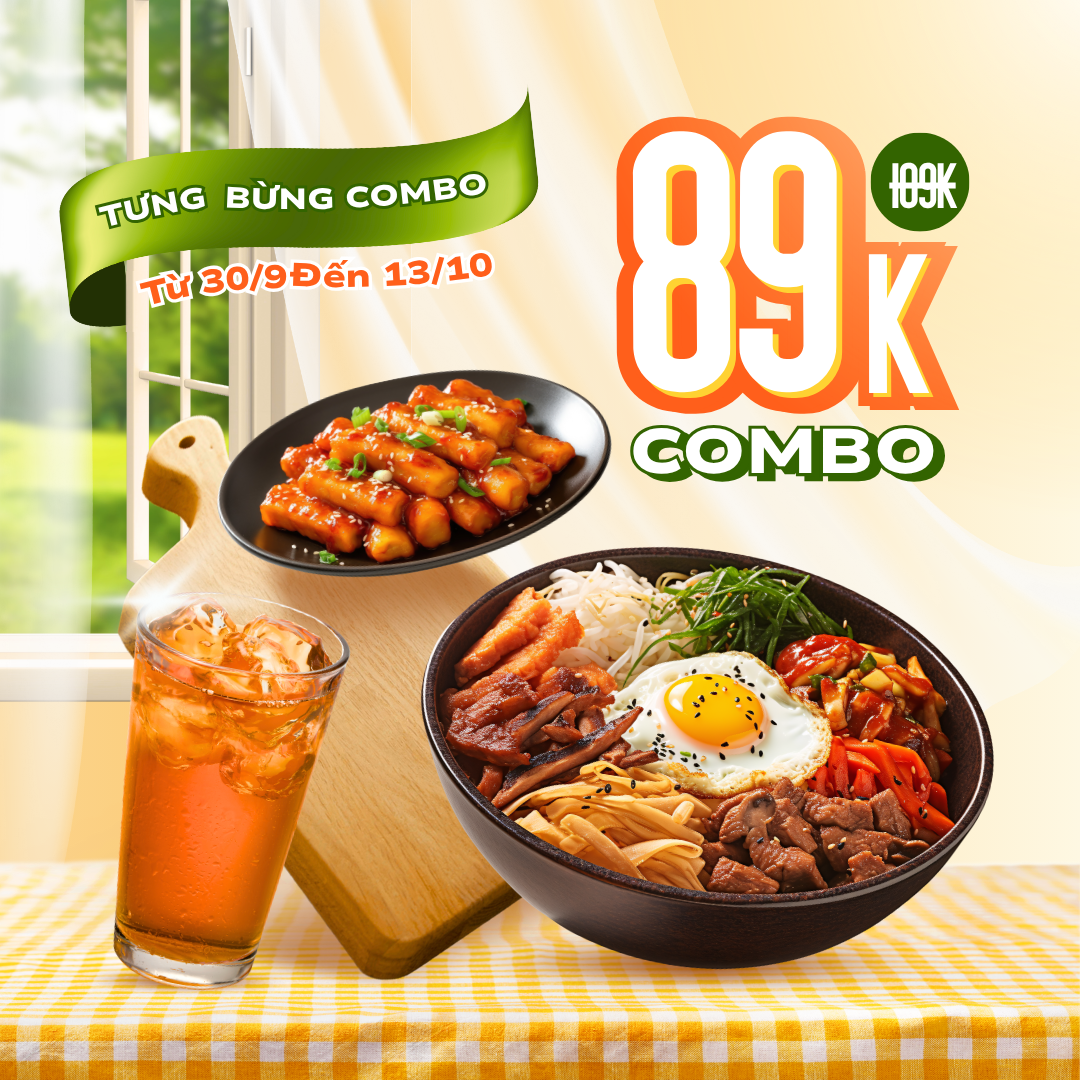 TƯNG BỪNG COMBO
Từ 30/9Đến 13/10
89K
109K
COMBO